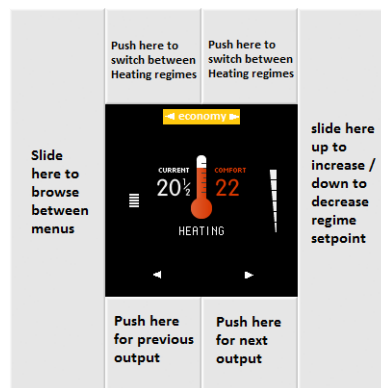 Push here to
switch between
Heating regimes
Push here to
switch between
Heating regimes
economy
Slide
here to
browse
between
menus
CURRENT
20½
COMFORT
22
HEATING
slide here
up to
increase /
down to
decrease
regime
setpoint
Push here
for previous
output
Push here
for next
output